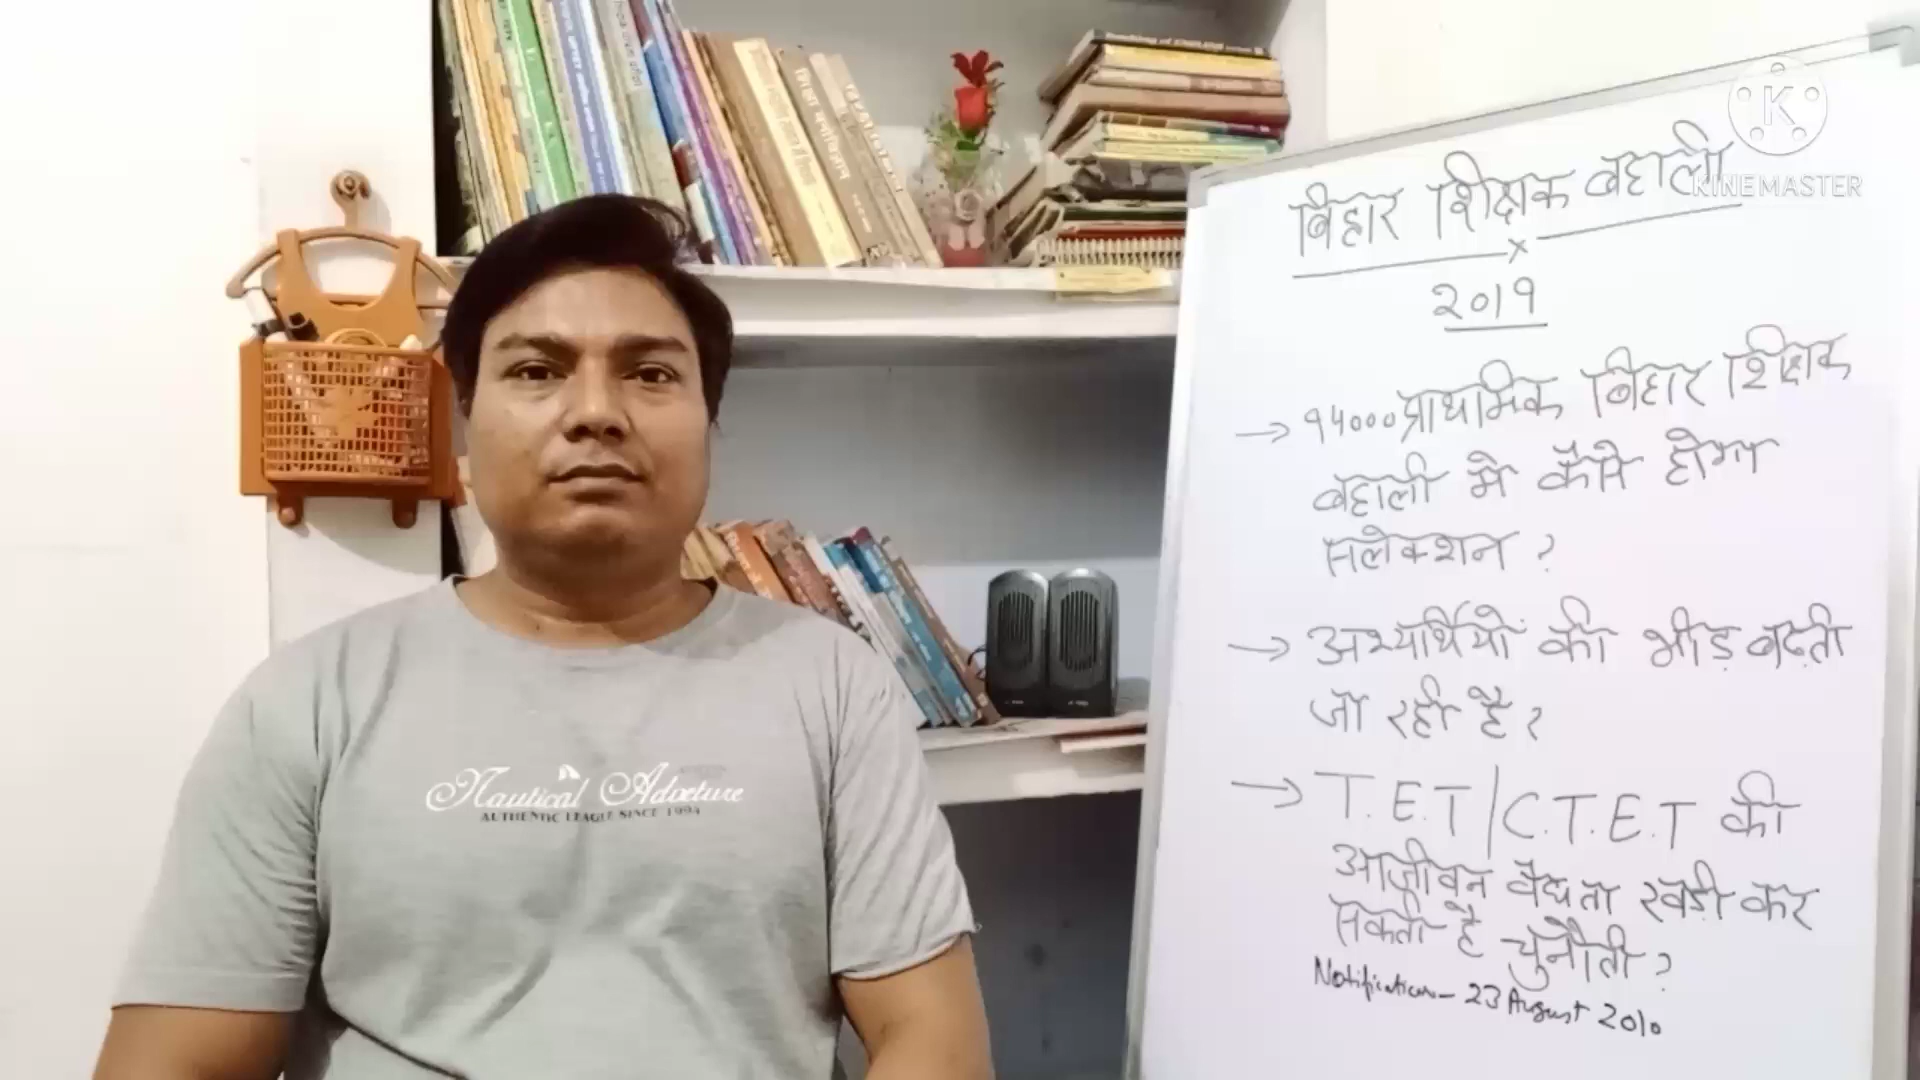 KINEMASTER
बिहार शिक्षक बहाली
२०१९
→ ९४००० प्राथमिक बिहार शिक्षक
बहाली मे कैसे होगा
सलेक्शन ?
→ अभ्यर्थियों की भीड़ बढ़ती
जा रही है ?
→ T.E.T/C.T.E.T की
आजीवन वैधता खड़ी कर
सकती है चुनौती ?
Notification - 23 August 2010
Nautical Adveture
AUTHENTIC LEAGUE SINCE 1994